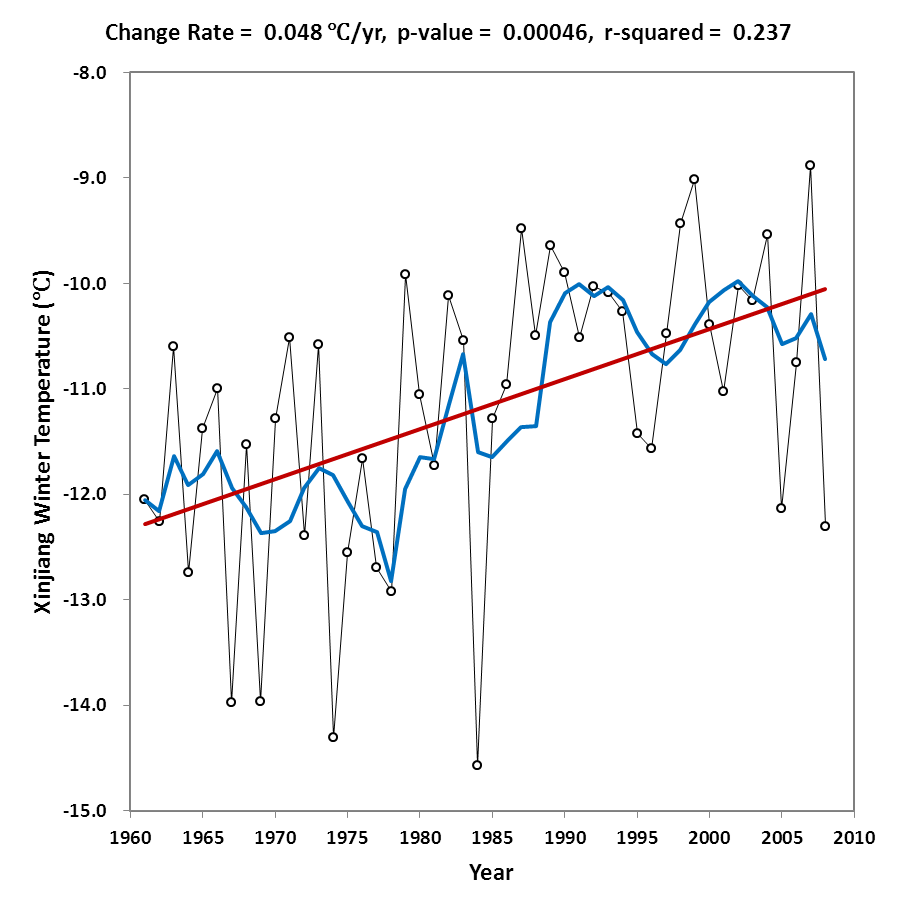 Change Rate = 0.048 ℃/yr, p-value = 0.00046, r-squared = 0.237
-8.0
-9.0
-10.0
-11.0
-12.0
-13.0
-14.0
-15.0
Xinjiang Winter Temperature (℃)
1960 1965 1970 1975 1980 1985 1990 1995 2000 2005 2010
Year